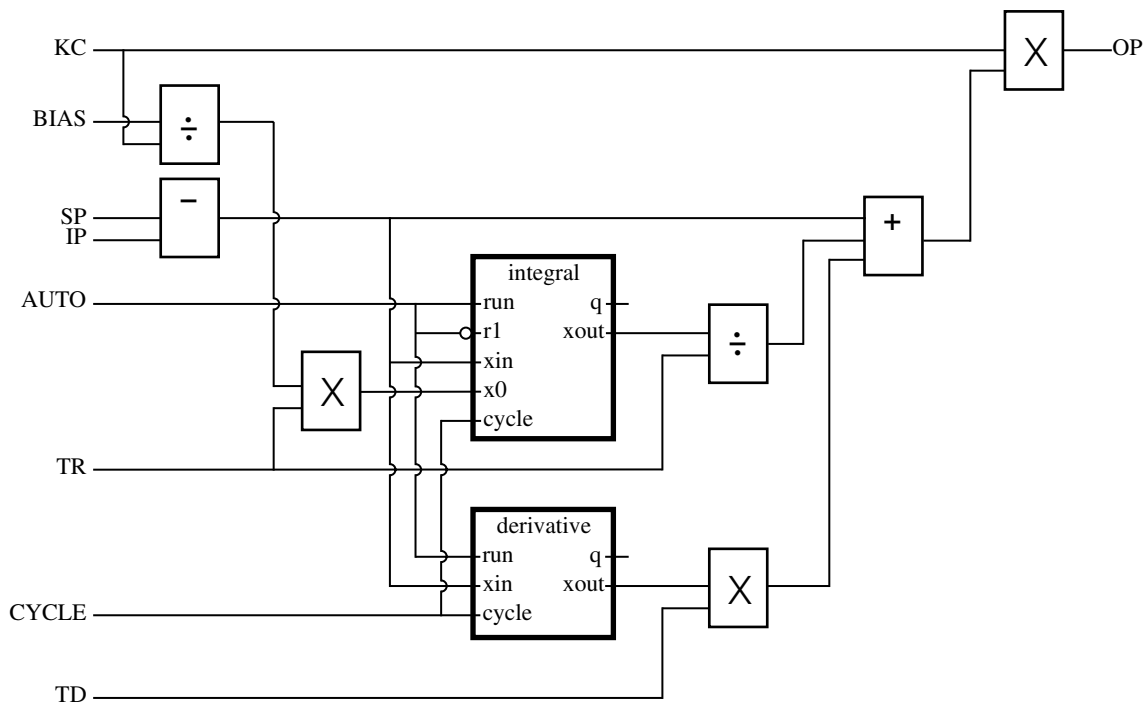 KC
X
OP
BIAS
÷
SP
IP
−
+
integral
AUTO
run
q
r1
xout
÷
xin
X
x0
cycle
TR
derivative
run
q
xin
xout
X
CYCLE
cycle
TD